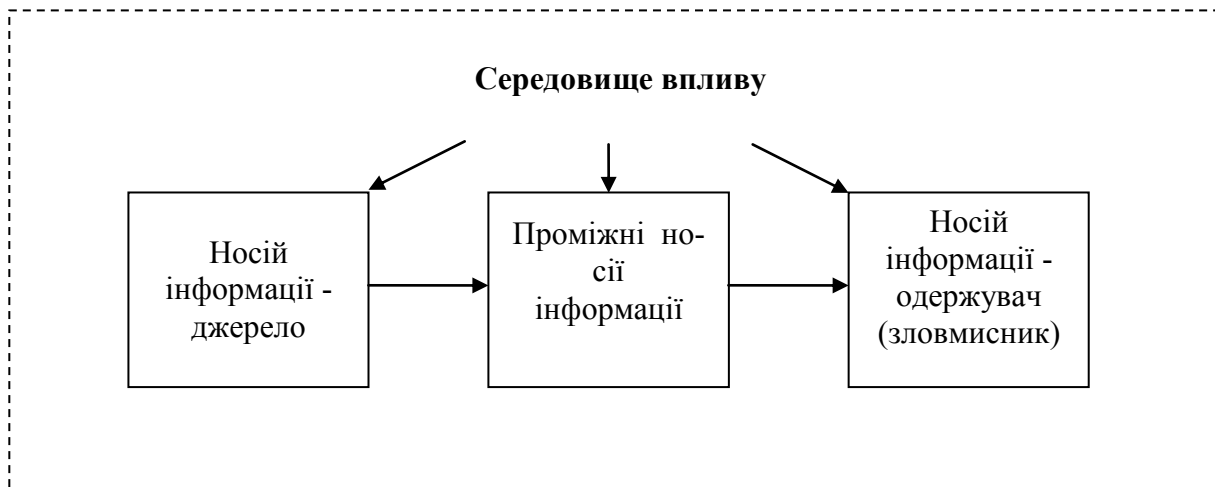 Середовище впливу
Носій
інформації -
джерело
Проміжні но-
сії
інформації
Носій
інформації -
одержувач
(зловмисник)